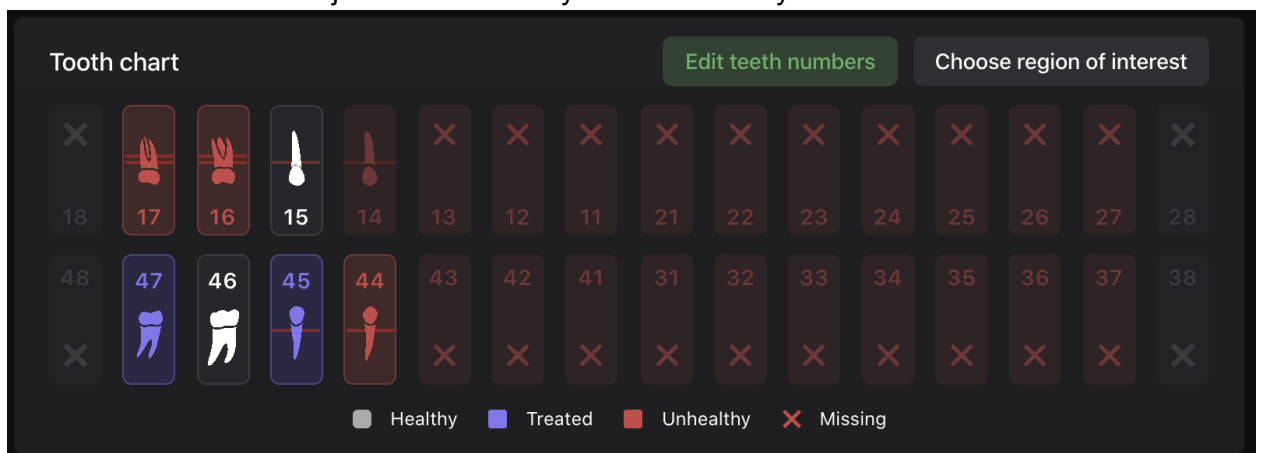 Tooth chart Edit teeth numbers Choose region of interest
18 17 16 15 14 13 12 11 21 22 23 24 25 26 27 28
48 47 46 45 44 43 42 41 31 32 33 34 35 36 37 38
Healthy Treated Unhealthy Missing